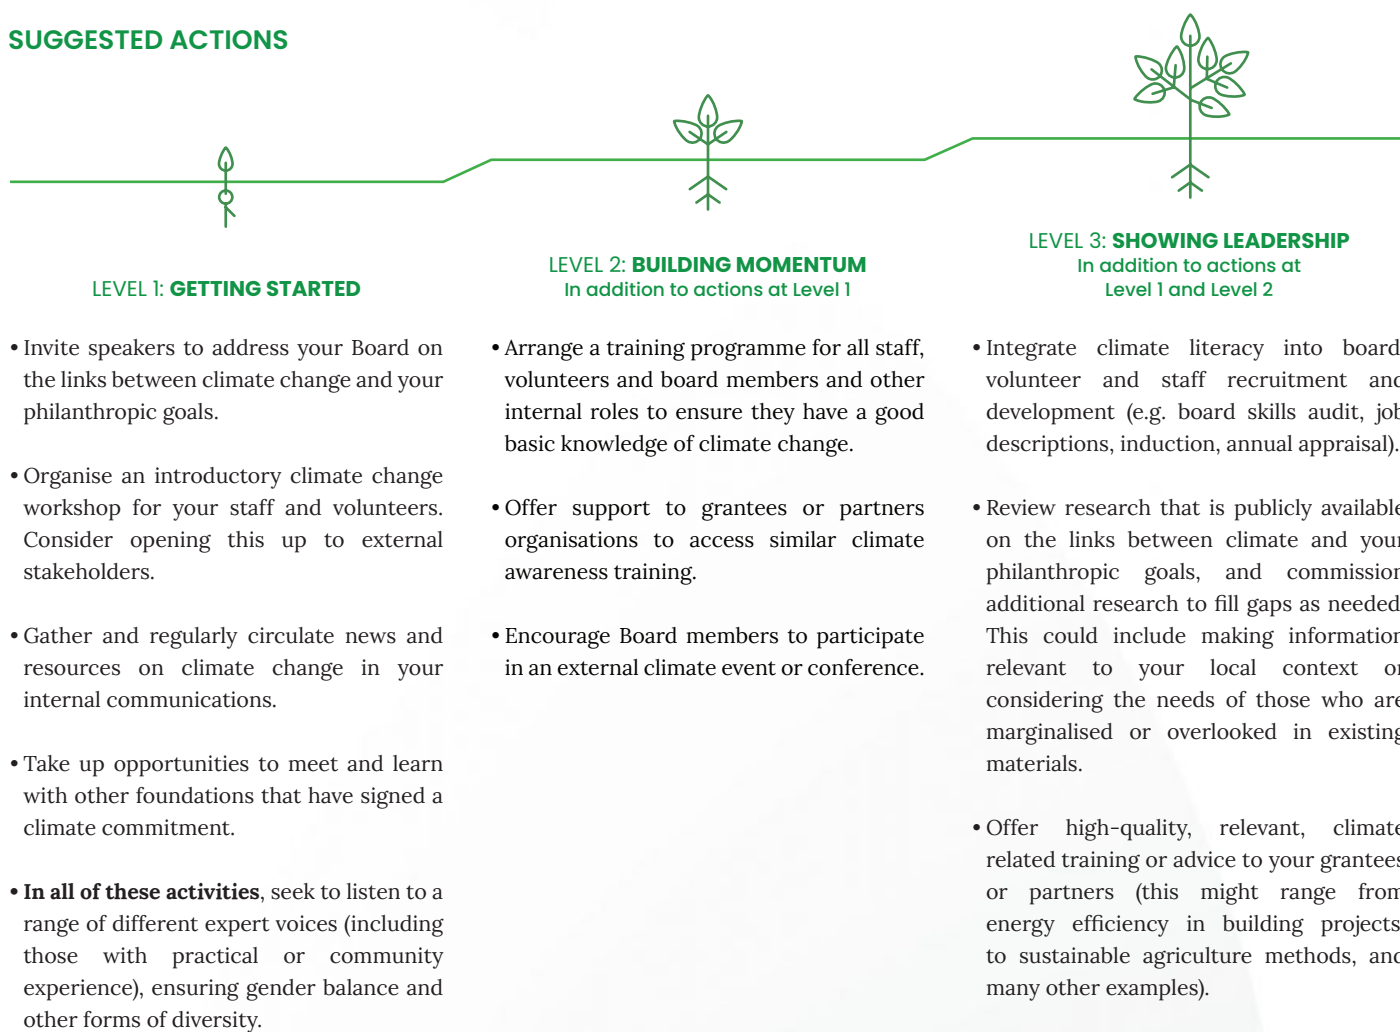 SUGGESTED ACTIONS
LEVEL 1: GETTING STARTED
• Invite speakers to address your Board on
the links between climate change and your
philanthropic goals.
• Organise an introductory climate change
workshop for your staff and volunteers.
Consider opening this up to external
stakeholders.
• Gather and regularly circulate news and
resources on climate change in your
internal communications.
• Take up opportunities to meet and learn
with other foundations that have signed a
climate commitment.
• In all of these activities, seek to listen to a
range of different expert voices (including
those with practical or community
experience), ensuring gender balance and
other forms of diversity.
LEVEL 2: BUILDING MOMENTUM
In addition to actions at Level 1
• Arrange a training programme for all staff,
volunteers and board members and other
internal roles to ensure they have a good
basic knowledge of climate change.
• Offer support to grantees or partners
organisations to access similar climate
awareness training.
• Encourage Board members to participate
in an external climate event or conference.
LEVEL 3: SHOWING LEADERSHIP
In addition to actions at
Level 1 and Level 2
• Integrate climate literacy into board
volunteer and staff recruitment and
development (e.g. board skills audit, job
descriptions, induction, annual appraisal).
• Review research that is publicly available
on the links between climate and your
philanthropic goals, and commission
additional research to fill gaps as needed
This could include making information
relevant to your local context or
considering the needs of those who are
marginalised or overlooked in existing
materials.
• Offer high-quality, relevant, climate
related training or advice to your grantees
or partners (this might range from
energy efficiency in building projects
to sustainable agriculture methods, and
many other examples).